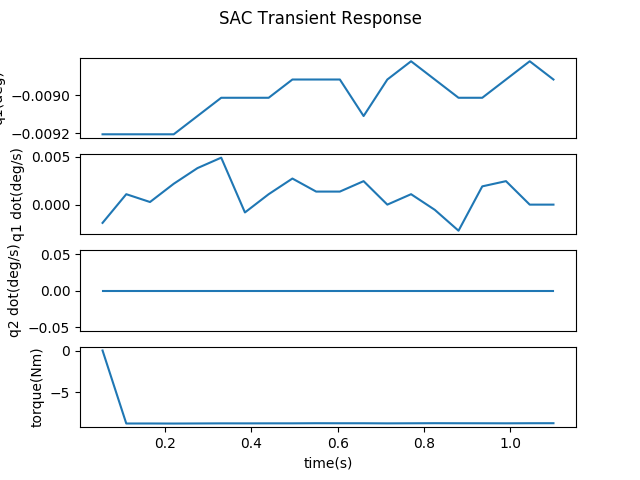 SAC Transient Response
−0.0090
−0.0092
q1(deg)
0.005
0.000
q1 dot(deg/s)
0.05
0.00
−0.05
q2 dot(deg/s)
0
−5
torque(Nm)
0.2 0.4 0.6 0.8 1.0
time(s)